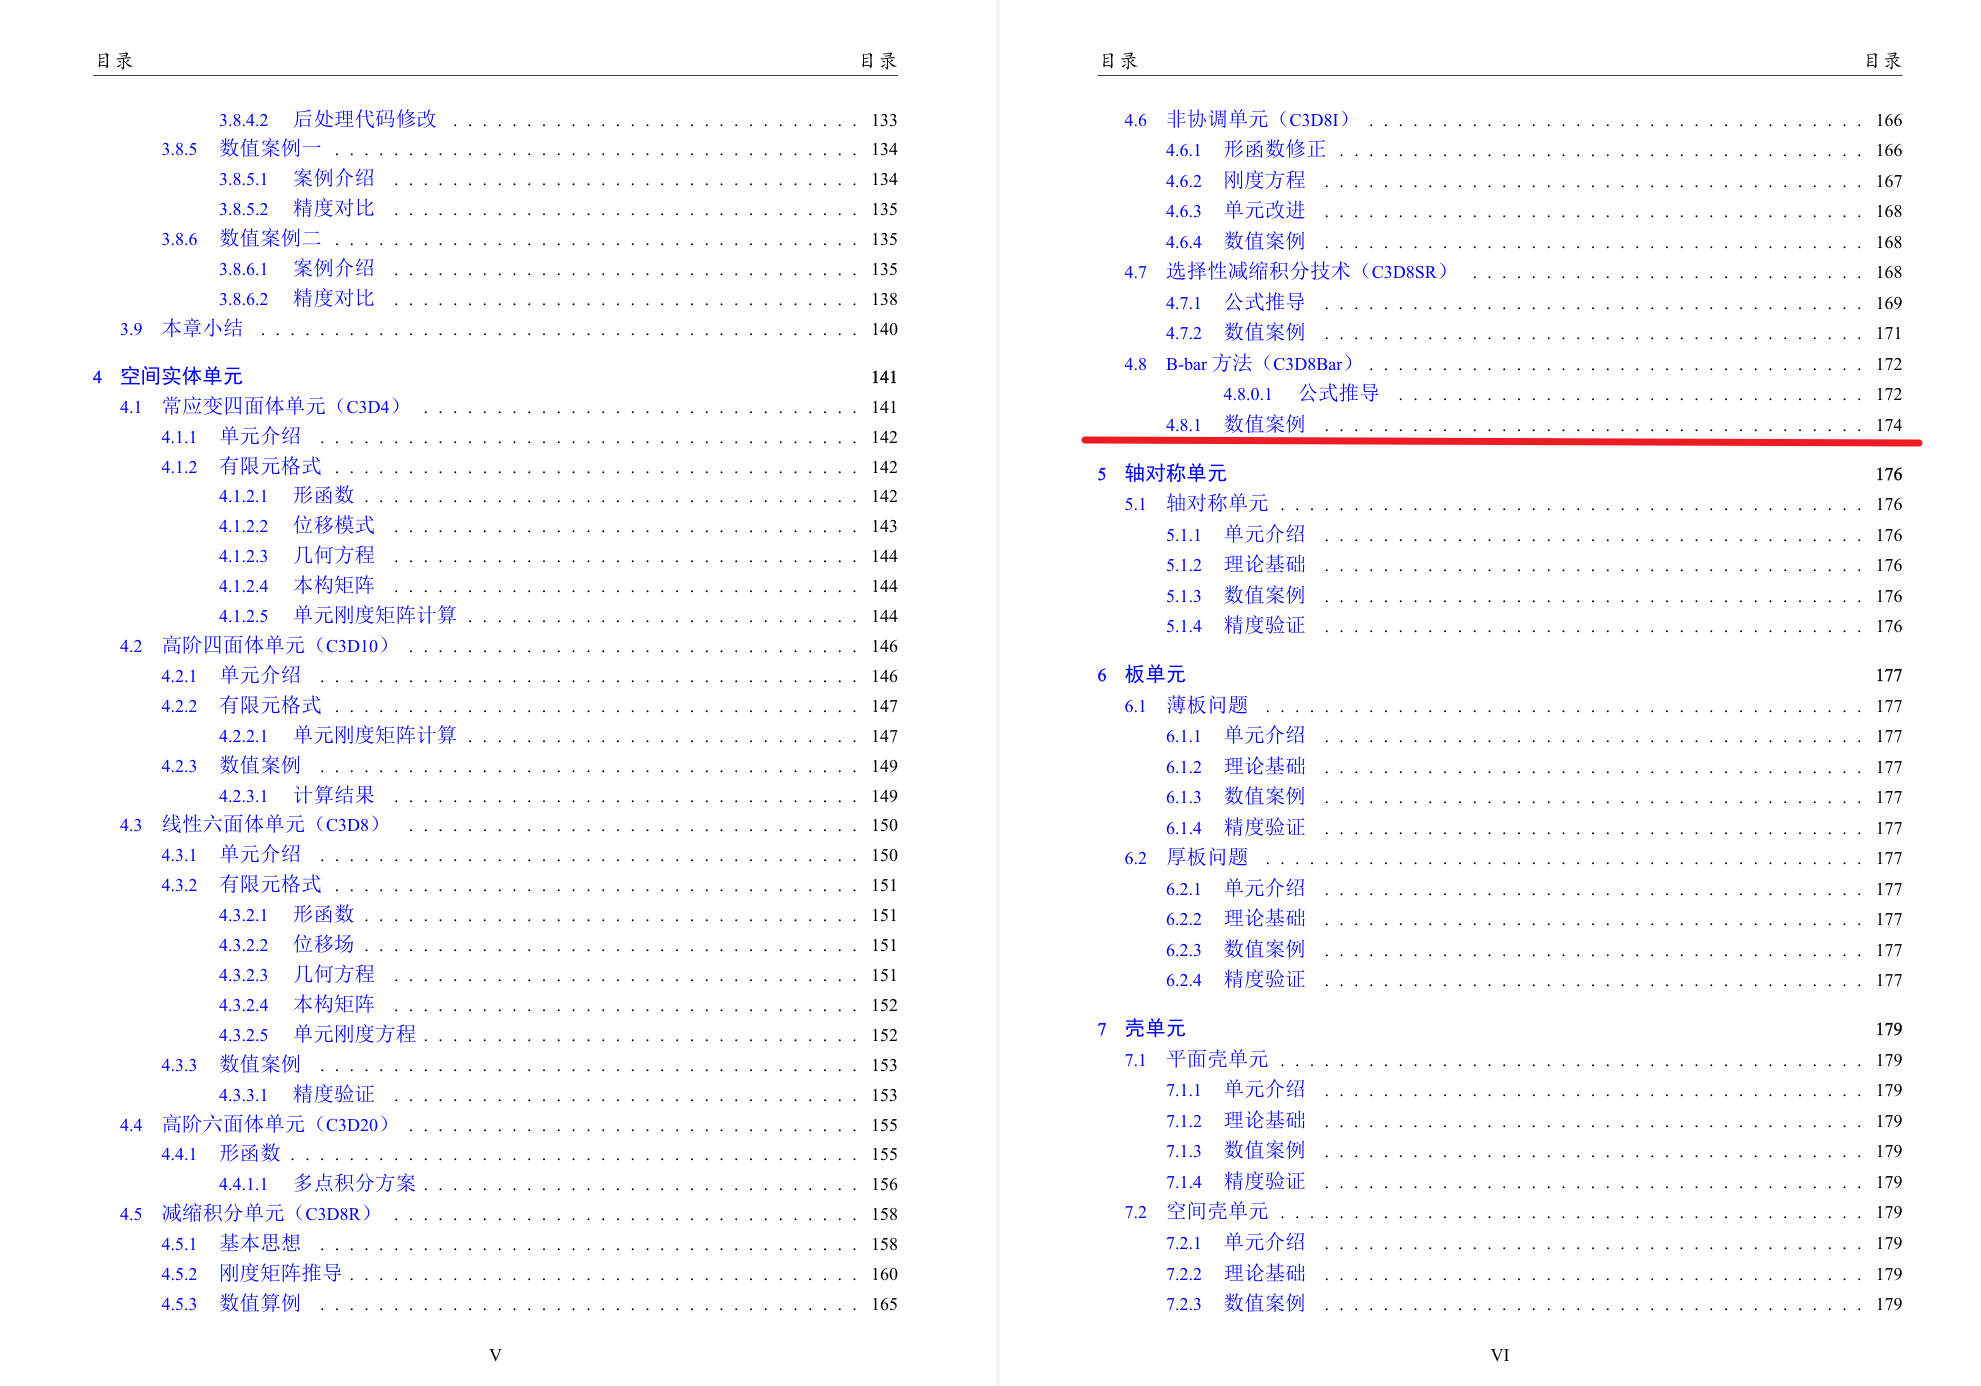 目录 目录
3.8.4.2 后处理代码修改 . . . . . . . . . . . . . . . . . . . . . . . . . . . . 133
3.8.5 数值案例一 . . . . . . . . . . . . . . . . . . . . . . . . . . . . 134
3.8.5.1 案例介绍 . . . . . . . . . . . . . . . . . . . . . . . . . . . . 134
3.8.5.2 精度对比 . . . . . . . . . . . . . . . . . . . . . . . . . . . . 135
3.8.6 数值案例二 . . . . . . . . . . . . . . . . . . . . . . . . . . . . 135
3.8.6.1 案例介绍 . . . . . . . . . . . . . . . . . . . . . . . . . . . . 135
3.8.6.2 精度对比 . . . . . . . . . . . . . . . . . . . . . . . . . . . . 138
3.9 本章小结 . . . . . . . . . . . . . . . . . . . . . . . . . . . . 140
4 空间实体单元 141
4.1 常应变四面体单元（C3D4） . . . . . . . . . . . . . . . . . . . . . . . . . . . . 141
4.1.1 单元介绍 . . . . . . . . . . . . . . . . . . . . . . . . . . . . 142
4.1.2 有限元格式 . . . . . . . . . . . . . . . . . . . . . . . . . . . . 142
4.1.2.1 形函数 . . . . . . . . . . . . . . . . . . . . . . . . . . . . 142
4.1.2.2 位移模式 . . . . . . . . . . . . . . . . . . . . . . . . . . . . 143
4.1.2.3 几何方程 . . . . . . . . . . . . . . . . . . . . . . . . . . . . 144
4.1.2.4 本构矩阵 . . . . . . . . . . . . . . . . . . . . . . . . . . . . 144
4.1.2.5 单元刚度矩阵计算 . . . . . . . . . . . . . . . . . . . . . . . . . . . . 144
4.2 高阶四面体单元（C3D10） . . . . . . . . . . . . . . . . . . . . . . . . . . . . 146
4.2.1 单元介绍 . . . . . . . . . . . . . . . . . . . . . . . . . . . . 146
4.2.2 有限元格式 . . . . . . . . . . . . . . . . . . . . . . . . . . . . 147
4.2.2.1 单元刚度矩阵计算 . . . . . . . . . . . . . . . . . . . . . . . . . . . . 147
4.2.3 数值案例 . . . . . . . . . . . . . . . . . . . . . . . . . . . . 149
4.2.3.1 计算结果 . . . . . . . . . . . . . . . . . . . . . . . . . . . . 149
4.3 线性六面体单元（C3D8） . . . . . . . . . . . . . . . . . . . . . . . . . . . . 150
4.3.1 单元介绍 . . . . . . . . . . . . . . . . . . . . . . . . . . . . 150
4.3.2 有限元格式 . . . . . . . . . . . . . . . . . . . . . . . . . . . . 151
4.3.2.1 形函数 . . . . . . . . . . . . . . . . . . . . . . . . . . . . 151
4.3.2.2 位移场 . . . . . . . . . . . . . . . . . . . . . . . . . . . . 151
4.3.2.3 几何方程 . . . . . . . . . . . . . . . . . . . . . . . . . . . . 151
4.3.2.4 本构矩阵 . . . . . . . . . . . . . . . . . . . . . . . . . . . . 152
4.3.2.5 单元刚度方程 . . . . . . . . . . . . . . . . . . . . . . . . . . . . 152
4.3.3 数值案例 . . . . . . . . . . . . . . . . . . . . . . . . . . . . 153
4.3.3.1 精度验证 . . . . . . . . . . . . . . . . . . . . . . . . . . . . 153
4.4 高阶六面体单元（C3D20） . . . . . . . . . . . . . . . . . . . . . . . . . . . . 155
4.4.1 形函数 . . . . . . . . . . . . . . . . . . . . . . . . . . . . 155
4.4.1.1 多点积分方案 . . . . . . . . . . . . . . . . . . . . . . . . . . . . 156
4.5 减缩积分单元（C3D8R） . . . . . . . . . . . . . . . . . . . . . . . . . . . . 158
4.5.1 基本思想 . . . . . . . . . . . . . . . . . . . . . . . . . . . . 158
4.5.2 刚度矩阵推导 . . . . . . . . . . . . . . . . . . . . . . . . . . . . 160
4.5.3 数值算例 . . . . . . . . . . . . . . . . . . . . . . . . . . . . 165
V
目录 目录
4.6 非协调单元（C3D8I） . . . . . . . . . . . . . . . . . . . . . . . . . . . . 166
4.6.1 形函数修正 . . . . . . . . . . . . . . . . . . . . . . . . . . . . 166
4.6.2 刚度方程 . . . . . . . . . . . . . . . . . . . . . . . . . . . . 167
4.6.3 单元改进 . . . . . . . . . . . . . . . . . . . . . . . . . . . . 168
4.6.4 数值案例 . . . . . . . . . . . . . . . . . . . . . . . . . . . . 168
4.7 选择性减缩积分技术（C3D8SR） . . . . . . . . . . . . . . . . . . . . . . . . . . . . 168
4.7.1 公式推导 . . . . . . . . . . . . . . . . . . . . . . . . . . . . 169
4.7.2 数值案例 . . . . . . . . . . . . . . . . . . . . . . . . . . . . 171
4.8 B-bar 方法（C3D8Bar） . . . . . . . . . . . . . . . . . . . . . . . . . . . . 172
4.8.0.1 公式推导 . . . . . . . . . . . . . . . . . . . . . . . . . . . . 172
4.8.1 数值案例 . . . . . . . . . . . . . . . . . . . . . . . . . . . . 174
5 轴对称单元 176
5.1 轴对称单元 . . . . . . . . . . . . . . . . . . . . . . . . . . . . 176
5.1.1 单元介绍 . . . . . . . . . . . . . . . . . . . . . . . . . . . . 176
5.1.2 理论基础 . . . . . . . . . . . . . . . . . . . . . . . . . . . . 176
5.1.3 数值案例 . . . . . . . . . . . . . . . . . . . . . . . . . . . . 176
5.1.4 精度验证 . . . . . . . . . . . . . . . . . . . . . . . . . . . . 176
6 板单元 177
6.1 薄板问题 . . . . . . . . . . . . . . . . . . . . . . . . . . . . 177
6.1.1 单元介绍 . . . . . . . . . . . . . . . . . . . . . . . . . . . . 177
6.1.2 理论基础 . . . . . . . . . . . . . . . . . . . . . . . . . . . . 177
6.1.3 数值案例 . . . . . . . . . . . . . . . . . . . . . . . . . . . . 177
6.1.4 精度验证 . . . . . . . . . . . . . . . . . . . . . . . . . . . . 177
6.2 厚板问题 . . . . . . . . . . . . . . . . . . . . . . . . . . . . 177
6.2.1 单元介绍 . . . . . . . . . . . . . . . . . . . . . . . . . . . . 177
6.2.2 理论基础 . . . . . . . . . . . . . . . . . . . . . . . . . . . . 177
6.2.3 数值案例 . . . . . . . . . . . . . . . . . . . . . . . . . . . . 177
6.2.4 精度验证 . . . . . . . . . . . . . . . . . . . . . . . . . . . . 177
7 壳单元 179
7.1 平面壳单元 . . . . . . . . . . . . . . . . . . . . . . . . . . . . 179
7.1.1 单元介绍 . . . . . . . . . . . . . . . . . . . . . . . . . . . . 179
7.1.2 理论基础 . . . . . . . . . . . . . . . . . . . . . . . . . . . . 179
7.1.3 数值案例 . . . . . . . . . . . . . . . . . . . . . . . . . . . . 179
7.1.4 精度验证 . . . . . . . . . . . . . . . . . . . . . . . . . . . . 179
7.2 空间壳单元 . . . . . . . . . . . . . . . . . . . . . . . . . . . . 179
7.2.1 单元介绍 . . . . . . . . . . . . . . . . . . . . . . . . . . . . 179
7.2.2 理论基础 . . . . . . . . . . . . . . . . . . . . . . . . . . . . 179
7.2.3 数值案例 . . . . . . . . . . . . . . . . . . . . . . . . . . . . 179
VI